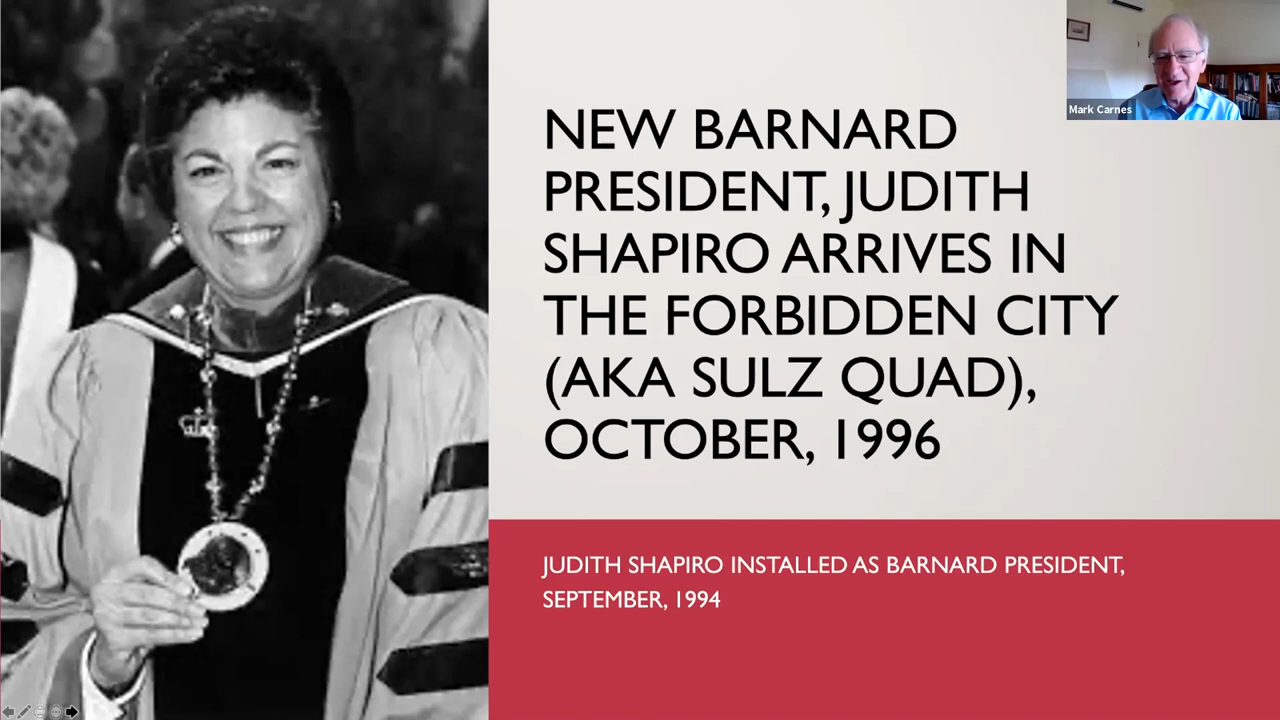 NEW BARNARD
PRESIDENT, JUDITH
SHAPIRO ARRIVES IN
THE FORBIDDEN CITY
(AKA SULZ QUAD),
OCTOBER, 1996
JUDITH SHAPIRO INSTALLED AS BARNARD PRESIDENT,
SEPTEMBER, 1994
Mark Carnes